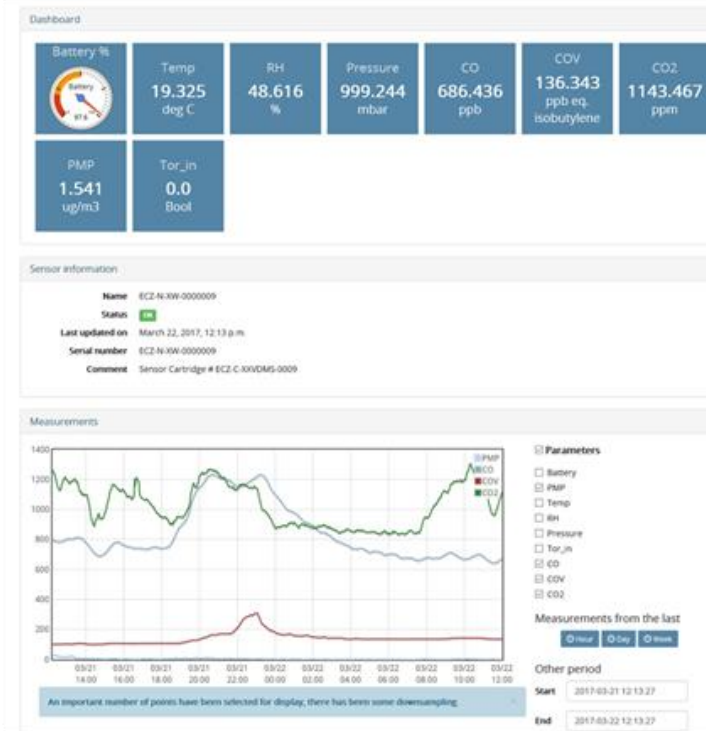 Dashboard
Battery %
Battery
97.6
Temp
19.325
deg C
RH
48.616
%
Pressure
999.244
mbar
CO
686.436
ppb
COV
136.343
ppb eq.
isobutylene
CO2
1143.467
ppm
PMP
1.541
ug/m3
Tor_in
0.0
Bool
Sensor information
Name ECZ-N-XW-0000009
Status OK
Last updated on March 22, 2017, 12:13 p.m.
Serial number ECZ-N-XW-0000009
Comment Sensor Cartridge # ECZ-C-XXVDMS-0009
Measurements
1400
1200
1000
800
600
400
200
0
PMP
CO
COV
CO2
03/21 03/21 03/21 03/21 03/21 03/22 03/22 03/22 03/22 03/22 03/22 03/22
14:00 16:00 18:00 20:00 22:00 00:00 02:00 04:00 06:00 08:00 10:00 12:00
An important number of points have been selected for display, there has been some downsampling.
Parameters
Battery
PMP
Temp
RH
Pressure
Tor_in
CO
COV
CO2
Measurements from the last
Hour Day Week
Other period
Start 2017-03-21 12:13:27
End 2017-03-22 12:13:27